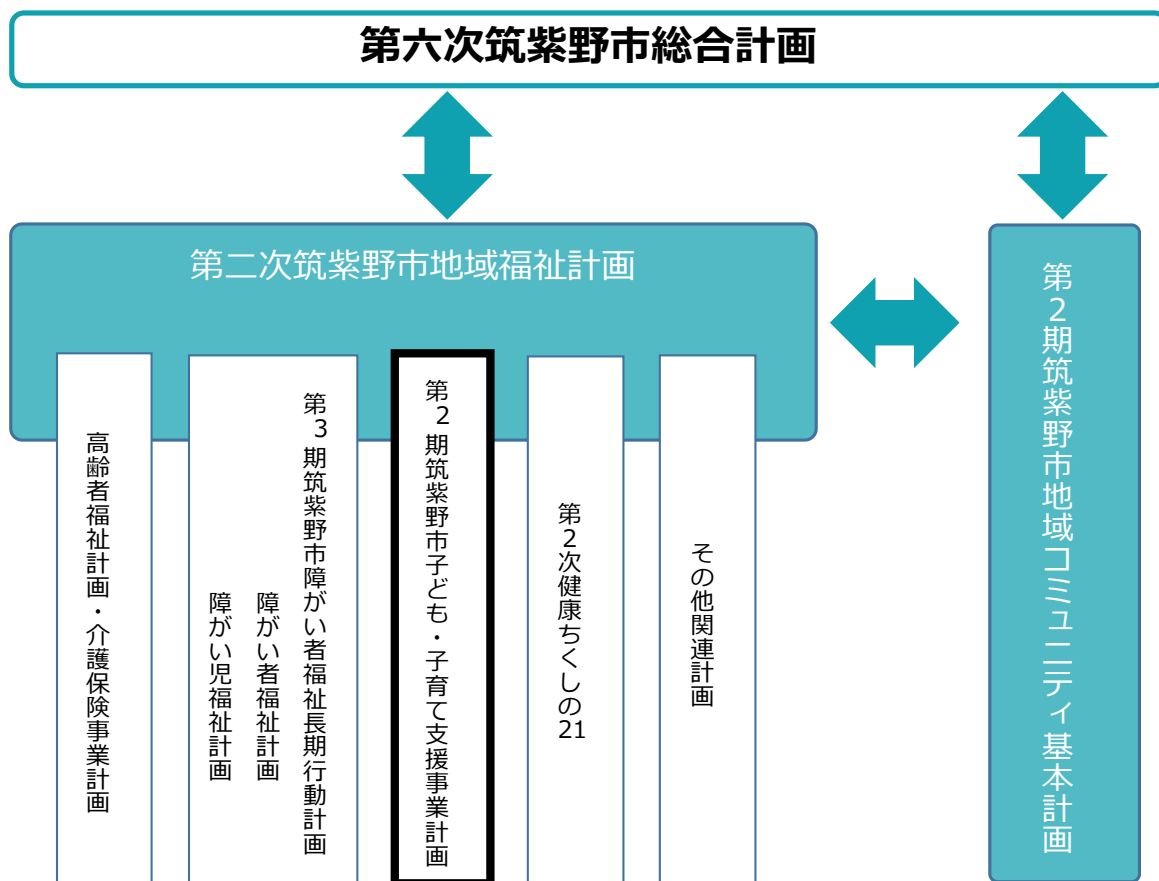 第六次筑紫野市総合計画
第二次筑紫野市地域福祉計画
高齢者福祉計画・介護保険事業計画
第3期筑紫野市障がい者福祉長期行動計画
障がい者福祉計画
障がい児福祉計画
第2期筑紫野市子ども・子育て支援事業計画
第2次健康ちくしの21
その他関連計画
第2期筑紫野市地域コミュニティ基本計画